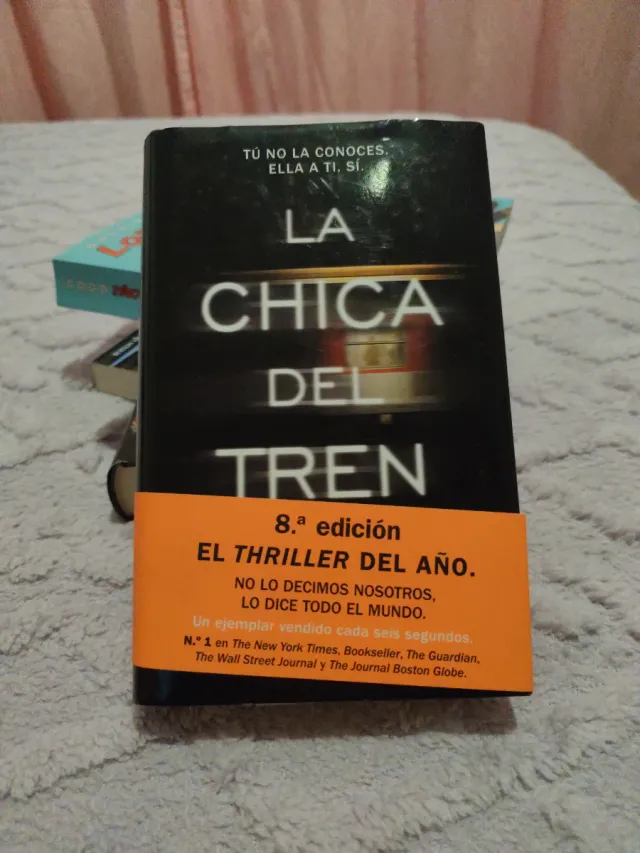 TÚ NO LA CONOCES.
ELLA A TI, SÍ.
LA
CHICA
DEL
TREN
8.ª edición
EL THRILLER DEL AÑO.
NO LO DECIMOS NOSOTROS,
LO DICE TODO EL MUNDO.
Un ejemplar vendido cada seis segundos.
N.º 1 en The New York Times, Bookseller, The Guardian,
The Wall Street Journal y The Journal Boston Globe.